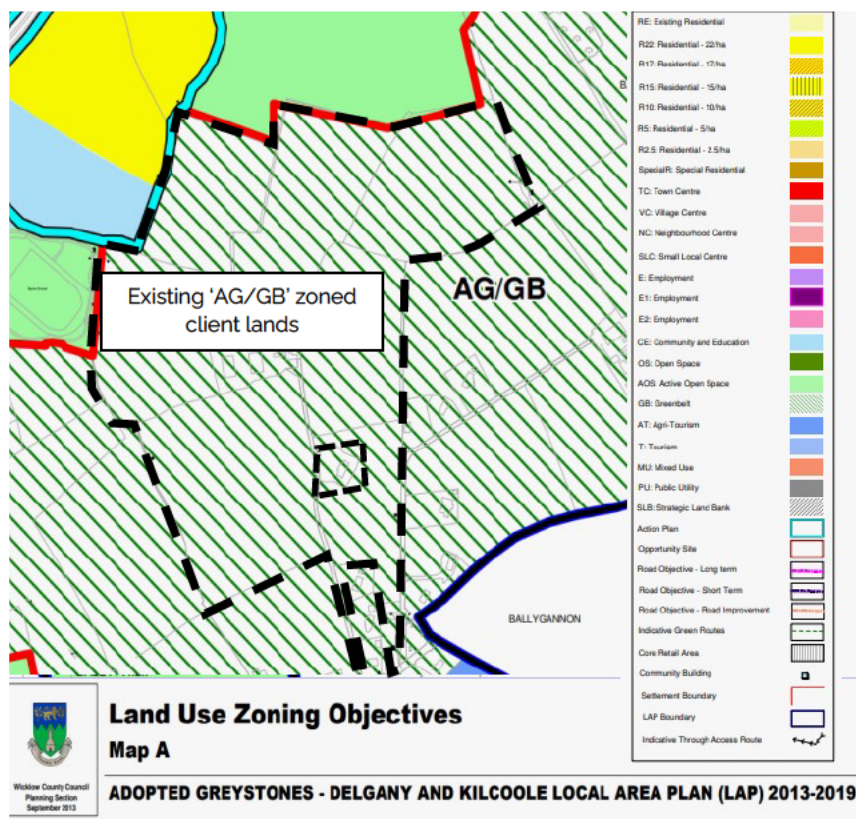 Existing ‘AG/GB’ zoned
client lands
AG/GB
BALLYGANNON
RE: Existing Residential
R22: Residential - 22/ha
R17: Residential - 17/ha
R15: Residential - 15/ha
R10: Residential - 10/ha
R5: Residential - 5/ha
R2.5: Residential - 2.5/ha
SpecialR: Special Residential
TC: Town Centre
VC: Village Centre
NC: Neighbourhood Centre
SLC: Small Local Centre
E: Employment
E1: Employment
E2: Employment
CE: Community and Education
OS: Open Space
AOS: Active Open Space
GB: Greenbelt
AT: Agri-Tourism
T: Tourism
MU: Mixed Use
PU: Public Utility
SLB: Strategic Land Bank
Action Plan
Opportunity Site
Road Objective - Long term
Road Objective - Short Term
Road Objective - Road Improvement
Indicative Green Routes
Core Retail Area
Community Building
Settlement Boundary
LAP Boundary
Indicative Through Access Route
Wicklow County Council
Planning Section
September 2013
Land Use Zoning Objectives
Map A
ADOPTED GREYSTONES - DELGANY AND KILCOOLE LOCAL AREA PLAN (LAP) 2013-2019